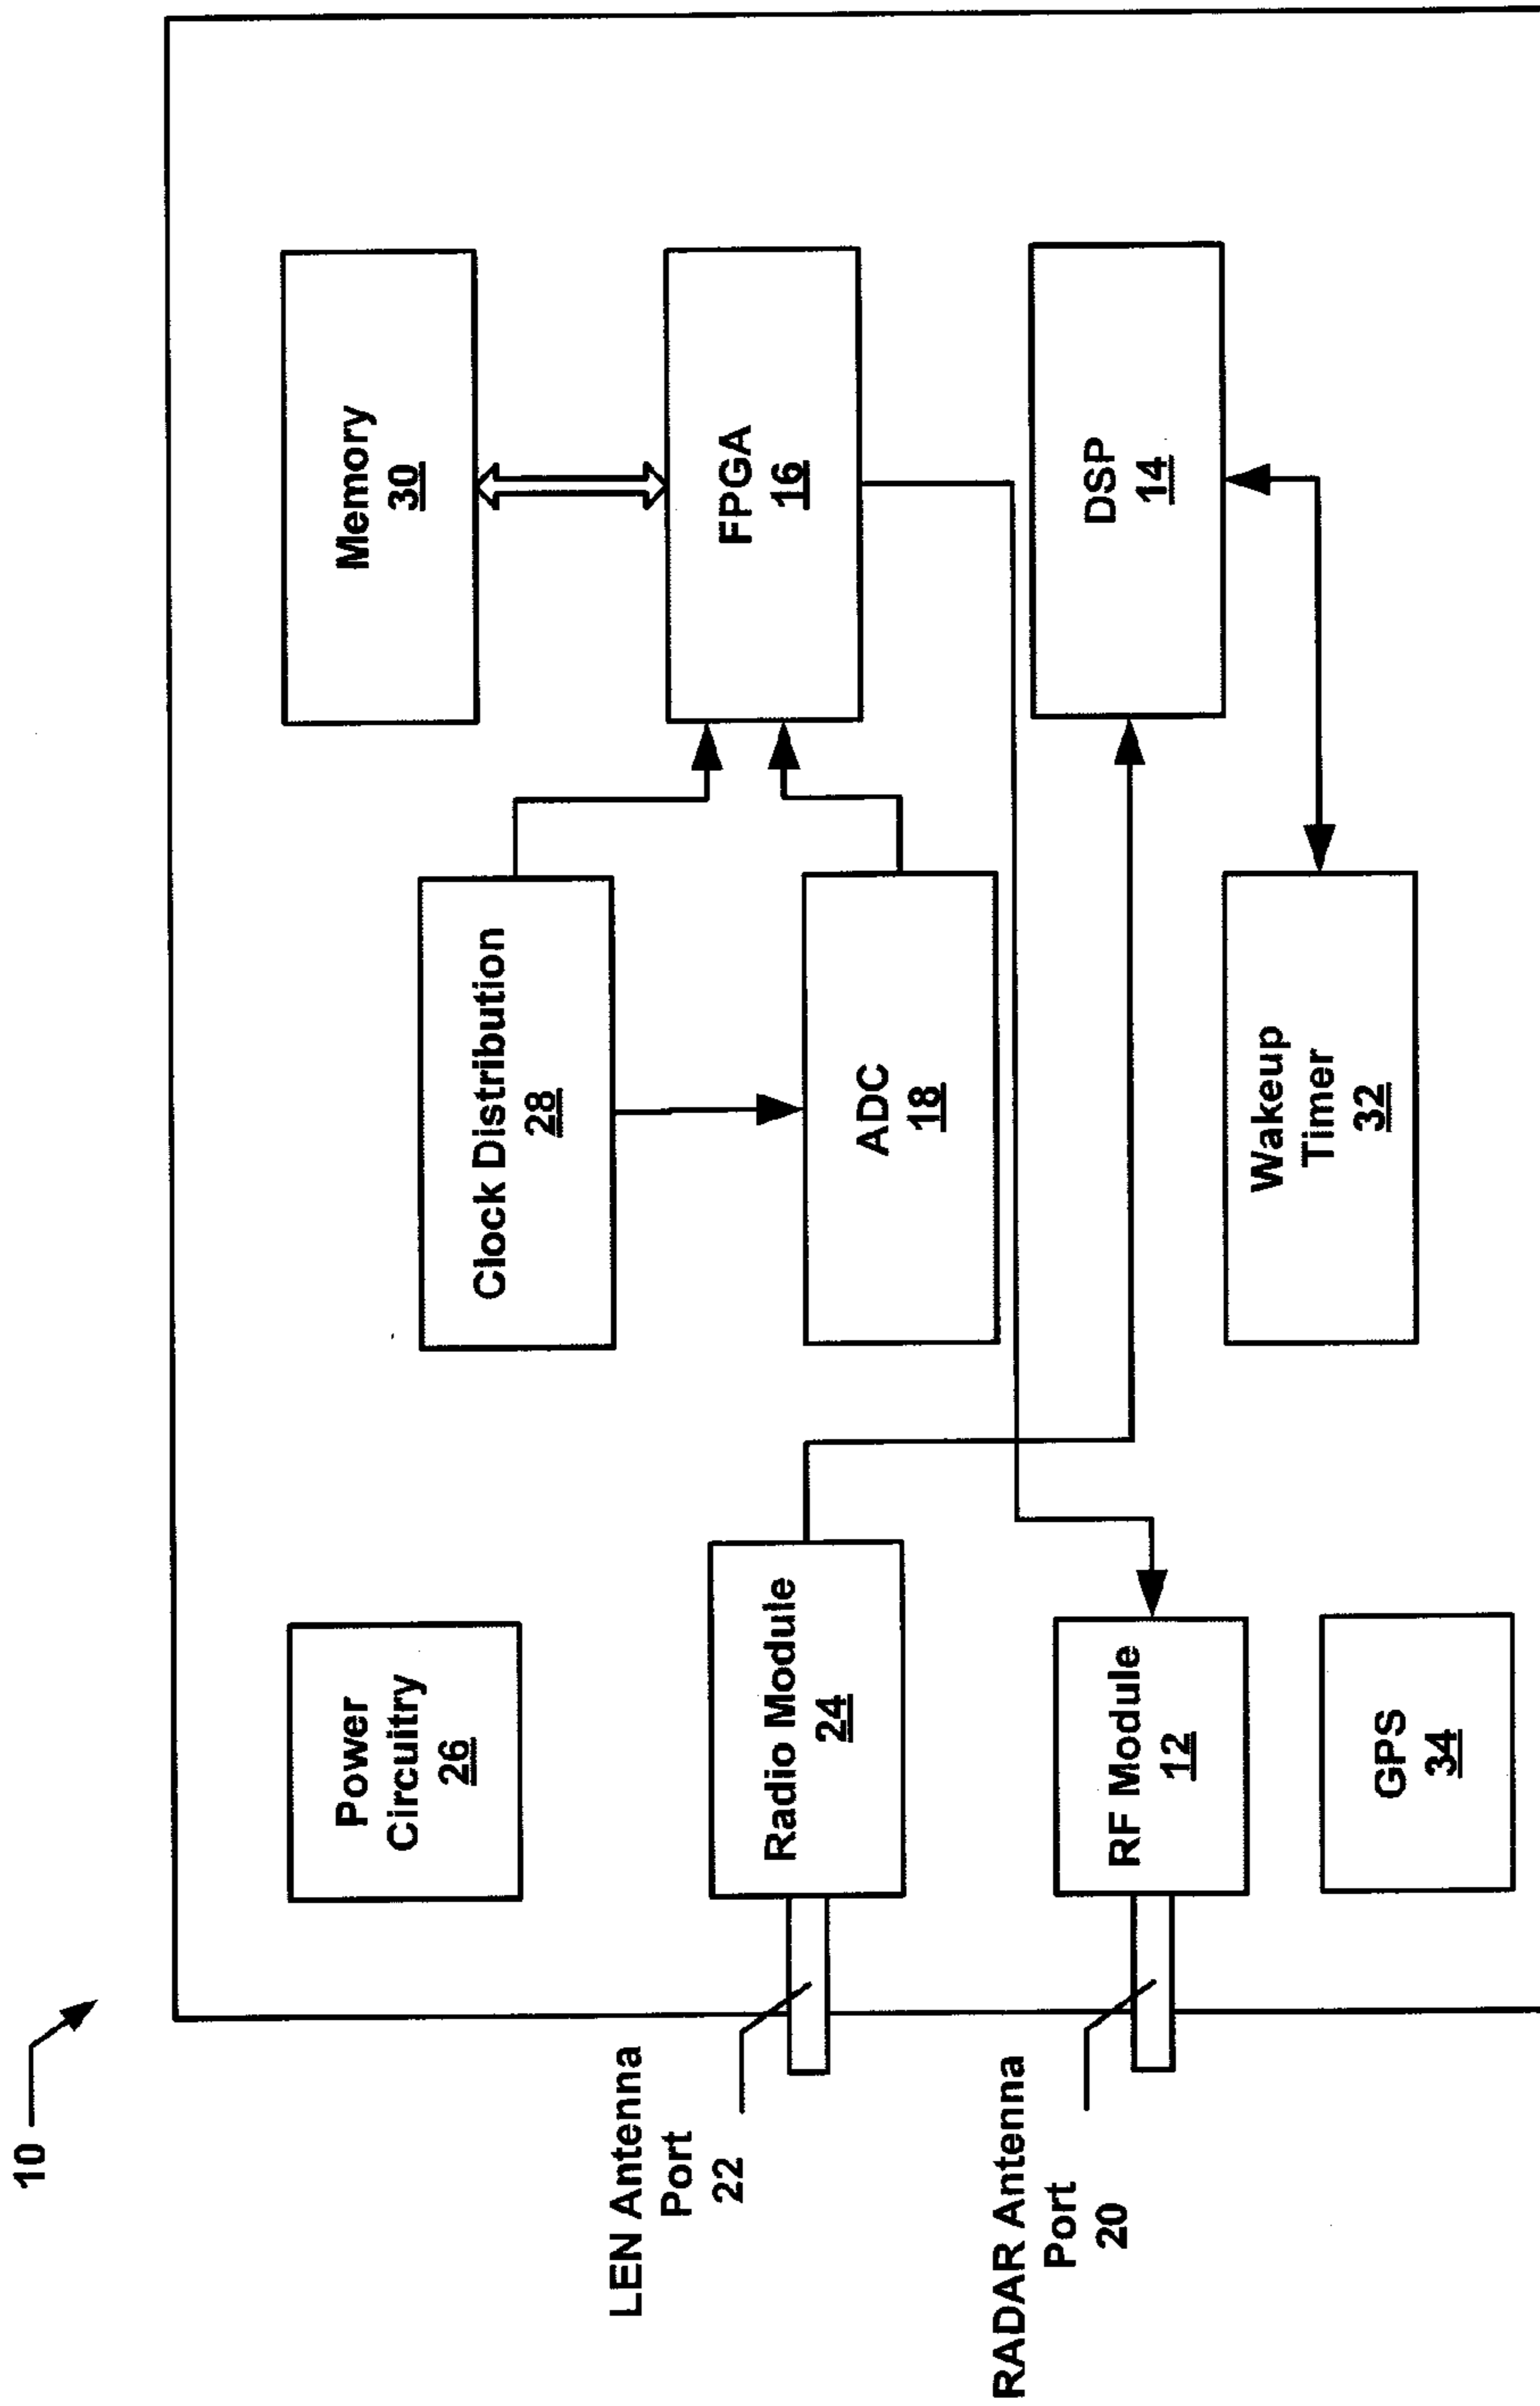 10
Power
Circuitry
26
Memory
30
Clock Distribution
28
LEN Antenna
Port
22
Radio Module
24
FPGA
16
ADC
18
RADAR Antenna
Port
20
RF Module
12
DSP
14
Wakeup
Timer
32
GPS
34